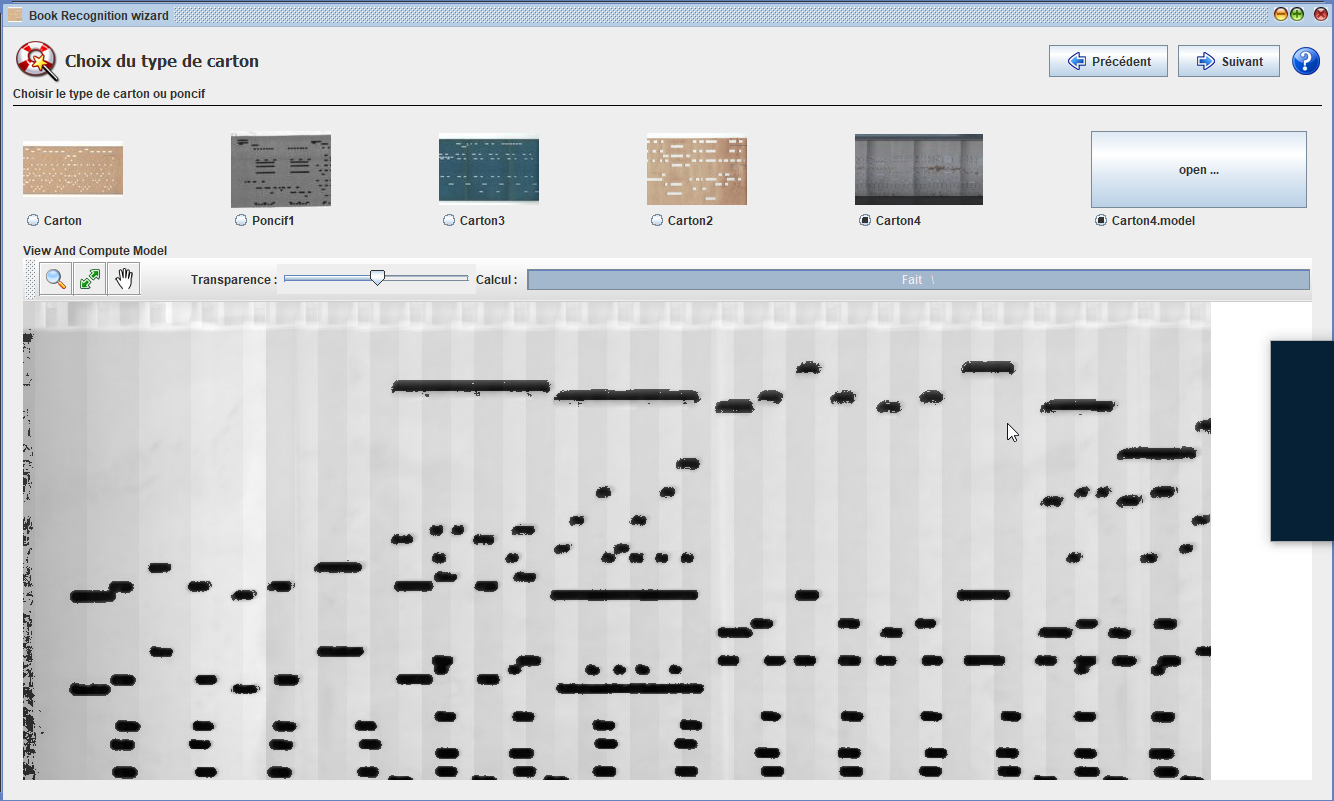 Book Recognition wizard
Choix du type de carton
Précédent
Suivant
?
Choisir le type de carton ou poncif
open ...
Carton
Poncif1
Carton3
Carton2
Carton4
Carton4.model
View And Compute Model
Transparence :
Calcul :
Fait \